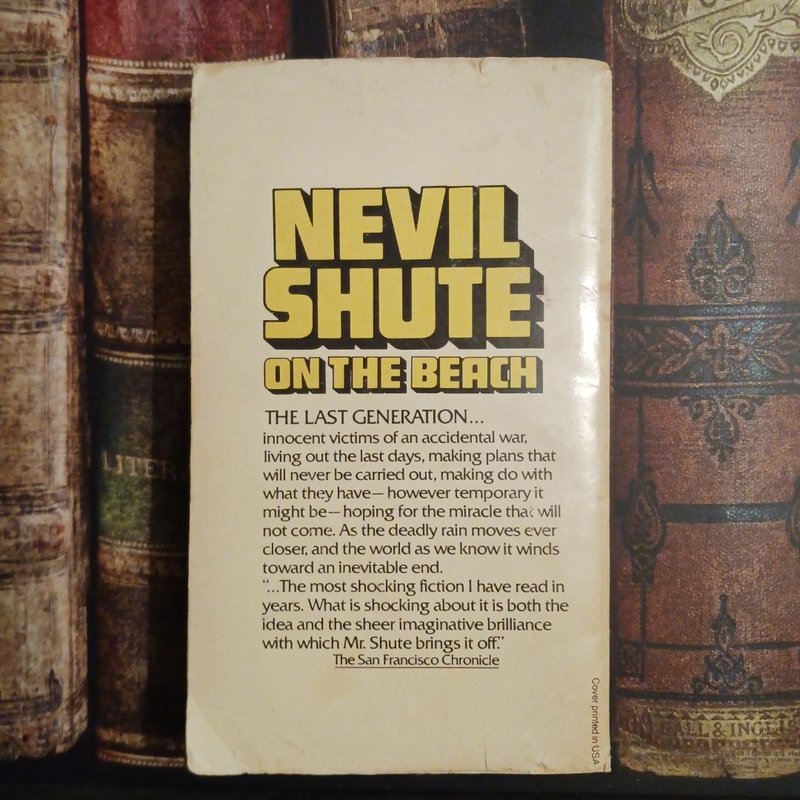 NEVIL
SHUTE
ON THE BEACH
THE LAST GENERATION...
innocent victims of an accidental war,
living out the last days, making plans that
will never be carried out, making do with
what they have—however temporary it
might be—hoping for the miracle that will
not come. As the deadly rain moves ever
closer, and the world as we know it winds
toward an inevitable end.
"...The most shocking fiction I have read in
years. What is shocking about it is both the
idea and the sheer imaginative brilliance
with which Mr. Shute brings it off."
The San Francisco Chronicle
Cover printed in USA